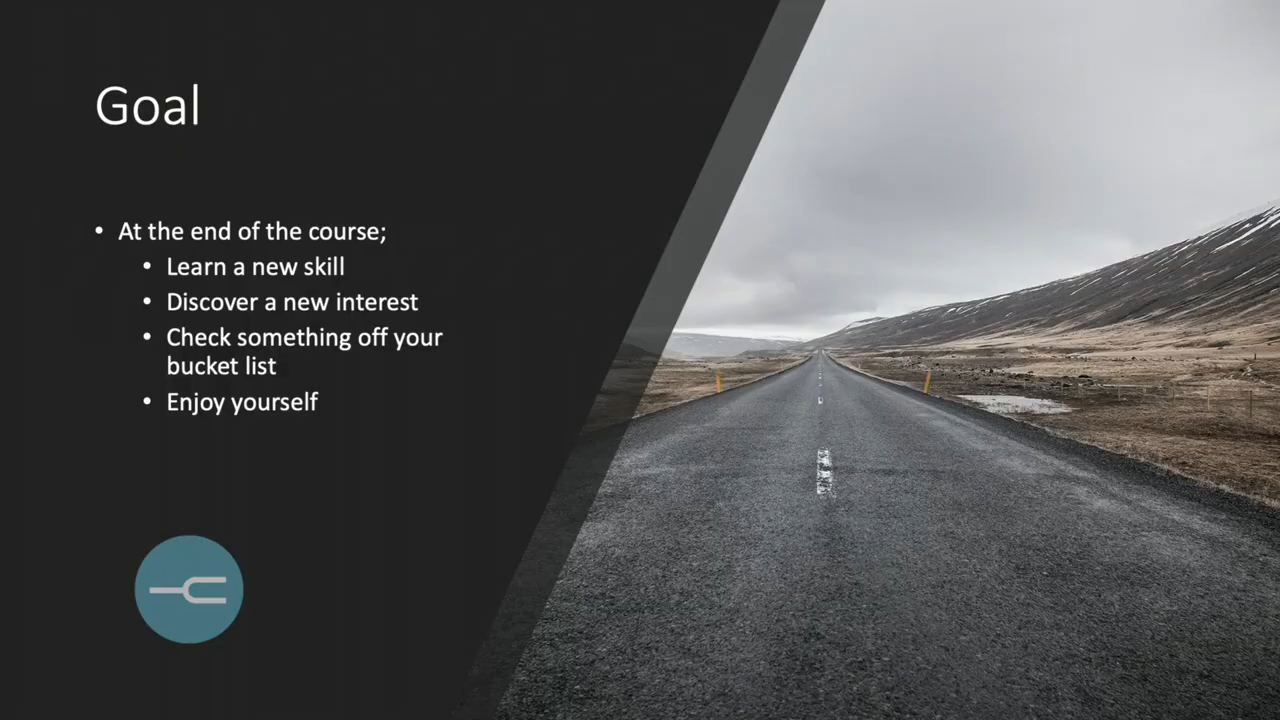 Goal
• At the end of the course;
• Learn a new skill
• Discover a new interest
• Check something off your
bucket list
• Enjoy yourself